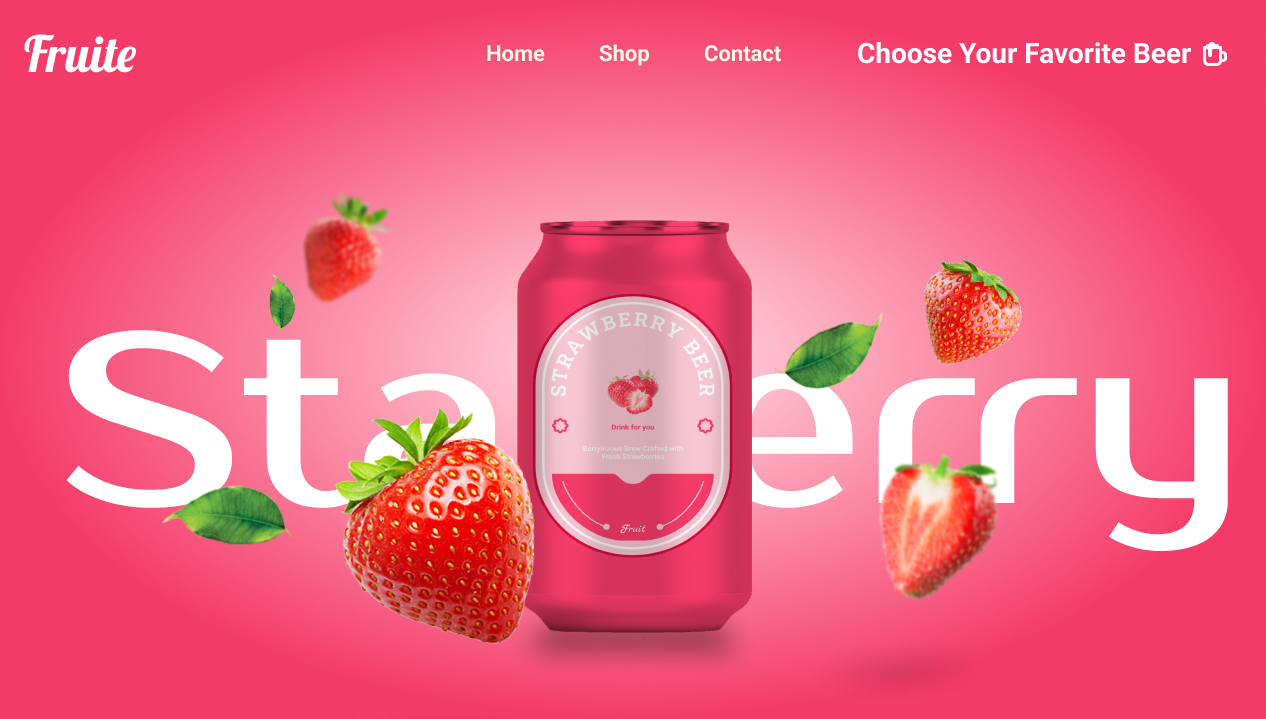 Fruite
Home
Shop
Contact
Choose Your Favorite Beer
Sta erry
STRAWBERRY BEER
Drink for you
Berrylicious Brew Crafted with
Fresh Strawberries
Fruit